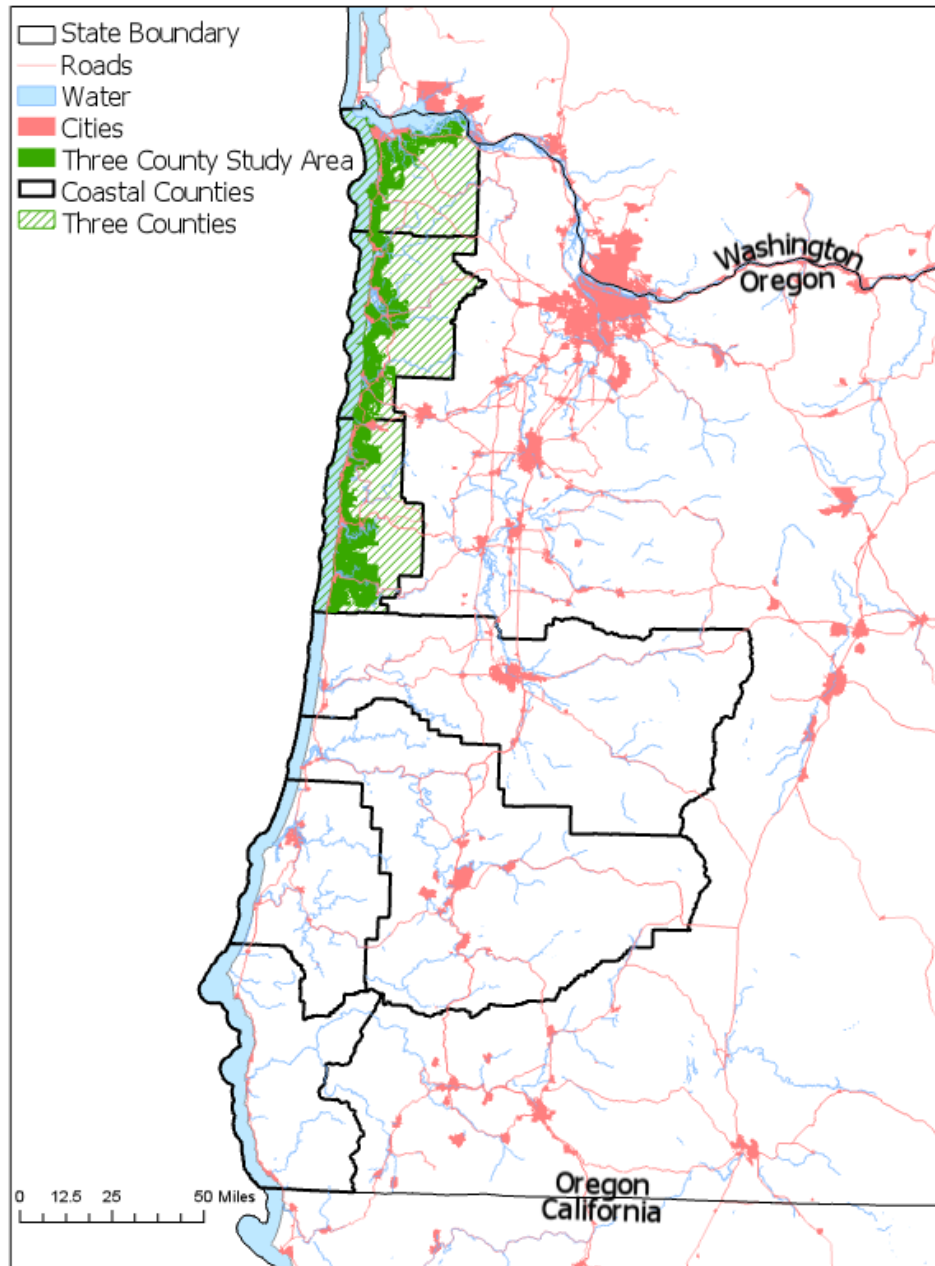 State Boundary
Roads
Water
Cities
Three County Study Area
Coastal Counties
Three Counties
Washington
Oregon
0 12.5 25 50 Miles
Oregon
California